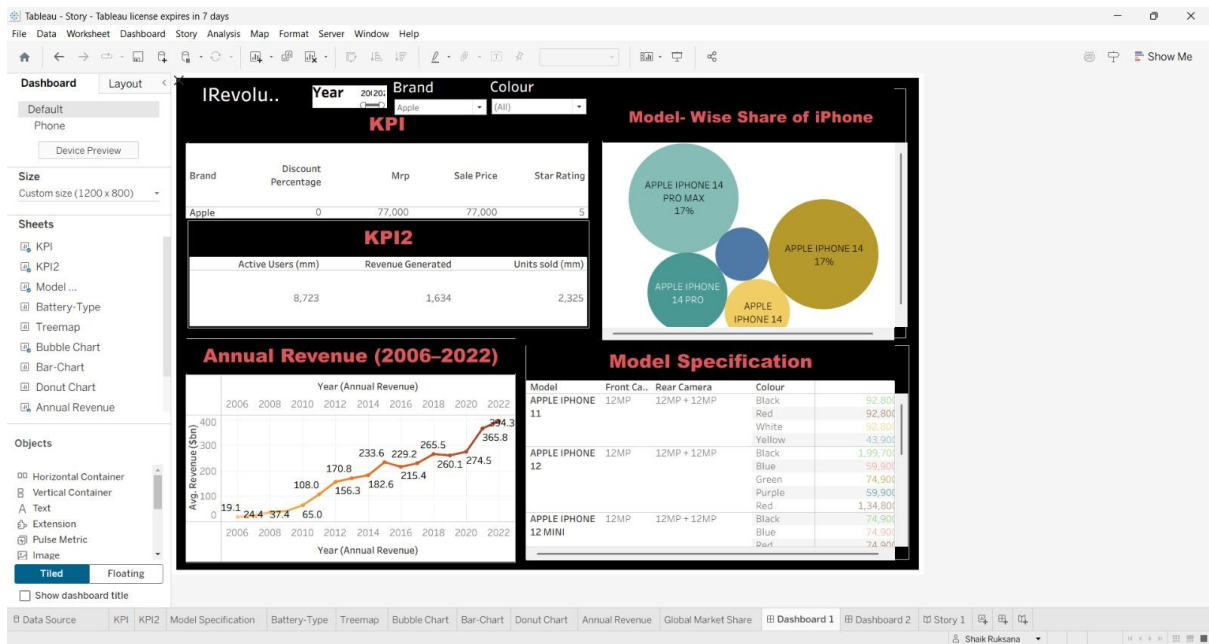 Tableau - Story - Tableau license expires in 7 days
File Data Worksheet Dashboard Story Analysis Map Format Server Window Help
Show Me
Dashboard Layout
Default
Phone
Device Preview
Size
Custom size (1200 x 800)
Sheets
KPI
KPI2
Model ...
Battery-Type
Treemap
Bubble Chart
Bar-Chart
Donut Chart
Annual Revenue
Objects
Horizontal Container
Vertical Container
A Text
Extension
Pulse Metric
Image
Tiled Floating
Show dashboard title
IRevolu..
Year
Brand
Apple
Colour
(All)
KPI
Brand Discount Percentage Mrp Sale Price Star Rating
Apple 0 77,000 77,000 5
KPI2
Active Users (mm) Revenue Generated Units sold (mm)
8,723 1,634 2,325
Model- Wise Share of iPhone
APPLE IPHONE 14
PRO MAX
17%
APPLE IPHONE 14
17%
APPLE IPHONE
14 PRO
APPLE
IPHONE 14
Annual Revenue (2006–2022)
Year (Annual Revenue)
2006 2008 2010 2012 2014 2016 2018 2020 2022
Avg. Revenue ($bn)
400
300
200
100
0
19.1 24.4 37.4 65.0 108.0 170.8 156.3 182.6 233.6 215.4 229.2 265.5 260.1 274.5 365.8 394.3
2006 2008 2010 2012 2014 2016 2018 2020 2022
Year (Annual Revenue)
Model Specification
Model Front Ca.. Rear Camera Colour
APPLE IPHONE 11 12MP 12MP + 12MP Black 92,800
Red 92,800
White 92,800
Yellow 43,900
APPLE IPHONE 12 12MP 12MP + 12MP Black 1,99,700
Blue 59,900
Green 74,900
Purple 59,900
Red 1,34,800
APPLE IPHONE 12 MINI 12MP 12MP + 12MP Black 74,900
Blue 74,900
Red 74,900
Data Source KPI KPI2 Model Specification Battery-Type Treemap Bubble Chart Bar-Chart Donut Chart Annual Revenue Global Market Share Dashboard 1 Dashboard 2 Story 1
Shaik Ruksana